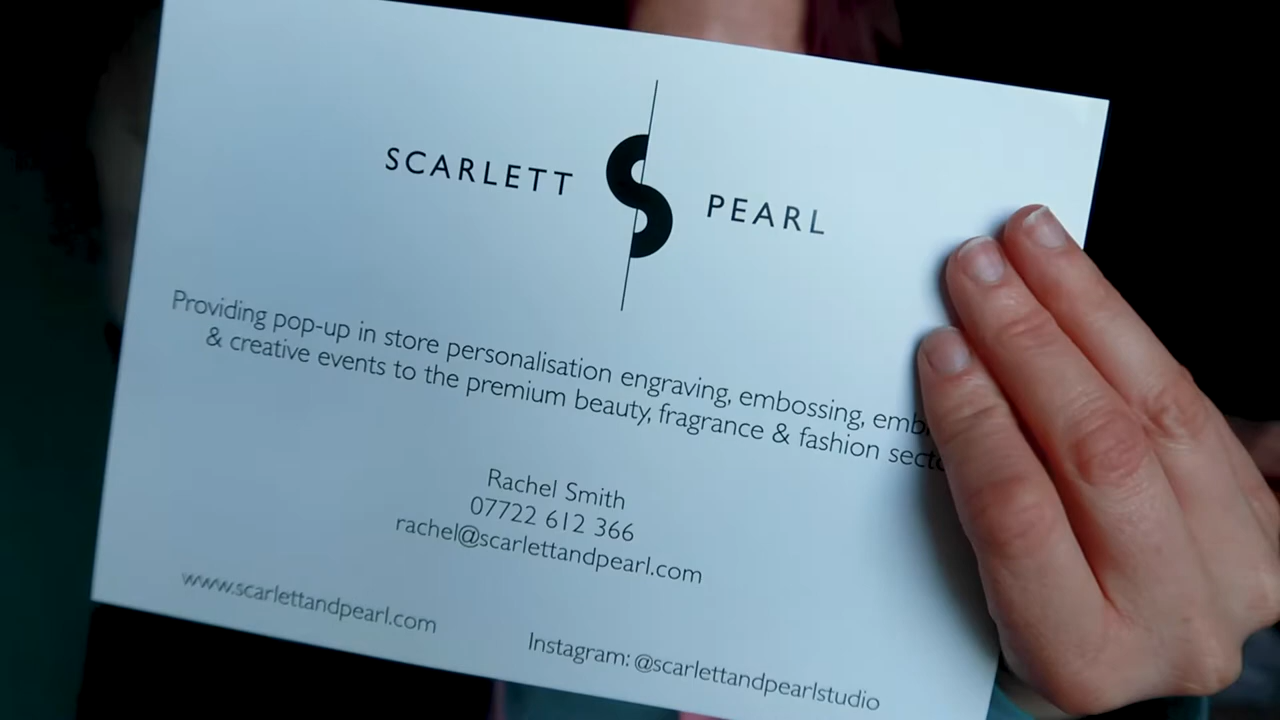 SCARLETT S PEARL
Providing pop-up in store personalisation engraving, embossing,
& creative events to the premium beauty, fragrance & fashion
Rachel Smith
07722 612 366
rachel@scarlettandpearl.com
www.scarlettandpearl.com
Instagram: @scarlettandpearlstudio